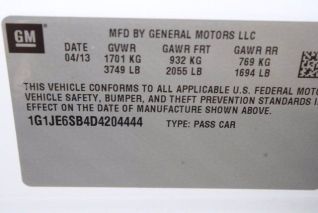 GM
MFD BY GENERAL MOTORS LLC
DATE GVWR GAWR FRT GAWR RR
04/13 1701 KG 932 KG 769 KG
3749 LB 2055 LB 1694 LB
THIS VEHICLE CONFORMS TO ALL APPLICABLE U.S. FEDERAL MOTOR
SAFETY, BUMPER, AND THEFT PREVENTION STANDARDS IN
EFFECT ON THE DATE OF MANUFACTURE SHOWN ABOVE.
1G1JE6SB4D4204444 TYPE: PASS CAR